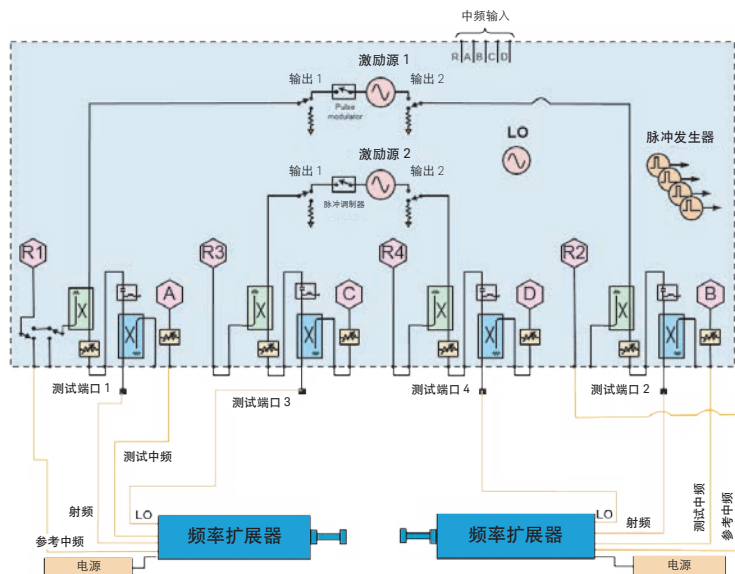 中频输入
R A B C D
激励源 1
输出 1
输出 2
Pulse
modulator
LO
脉冲发生器
激励源 2
输出 1
输出 2
脉冲调制器
R1
R3
R4
R2
A
C
D
B
测试端口 1
测试端口 3
测试端口 4
测试端口 2
测试中频
射频
参考中频
LO
频率扩展器
电源
LO
频率扩展器
射频
测试中频
参考中频
电源